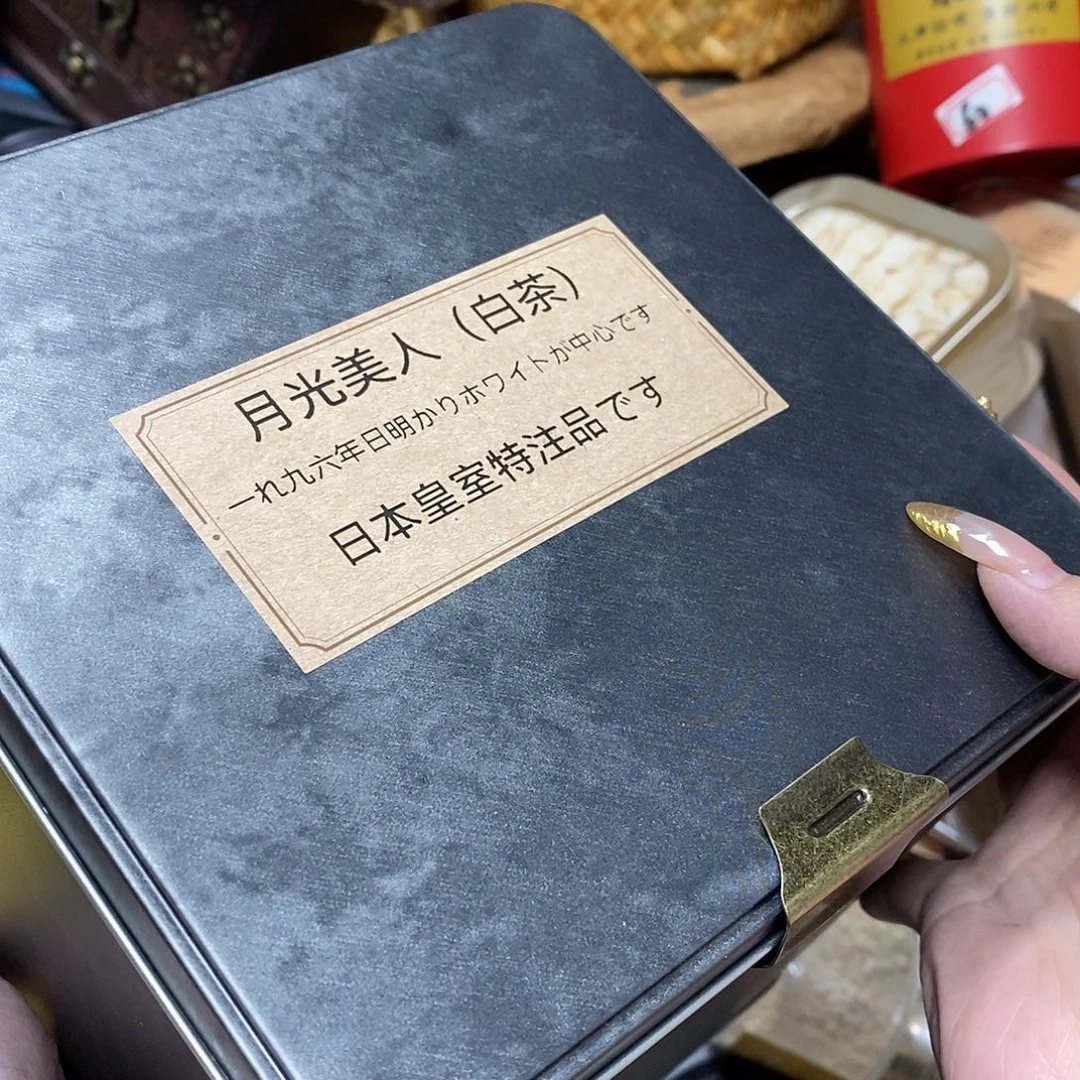 月光美人（白茶）
一れ九六年日明かりホワイトが中心です
日本皇室特注品です